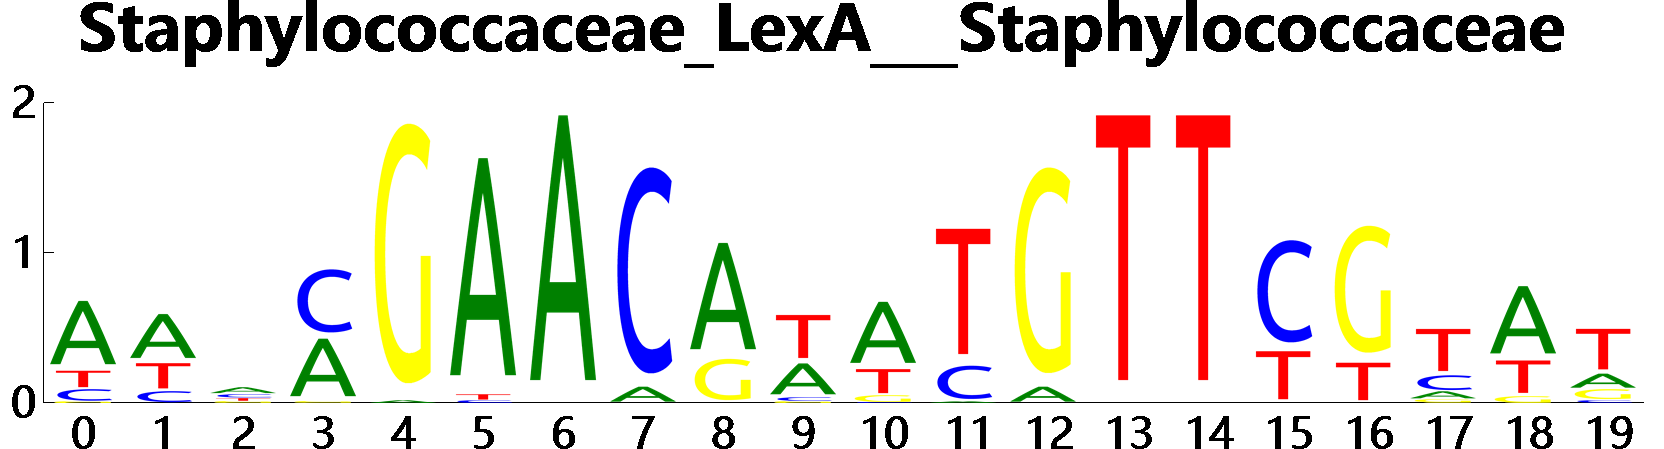 Staphylococcaceae_LexA___Staphylococcaceae
2
1
0
A A A C G A A C A T A T G T T C G T A T
T T C A A T A G A T C A T T C T A
C C T C C G A A G G
0 1 2 3 4 5 6 7 8 9 10 11 12 13 14 15 16 17 18 19